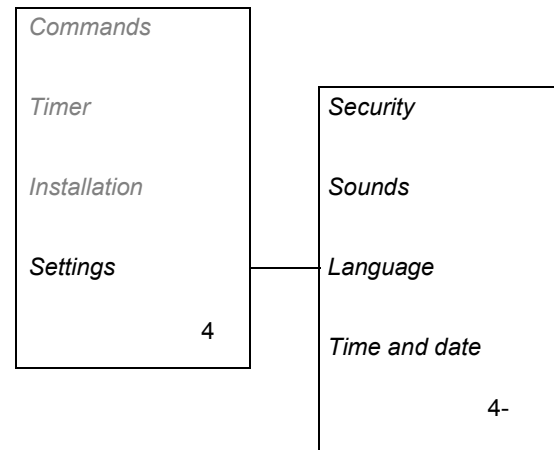 Commands
Timer
Installation
Settings
4
Security
Sounds
Language
Time and date
4-